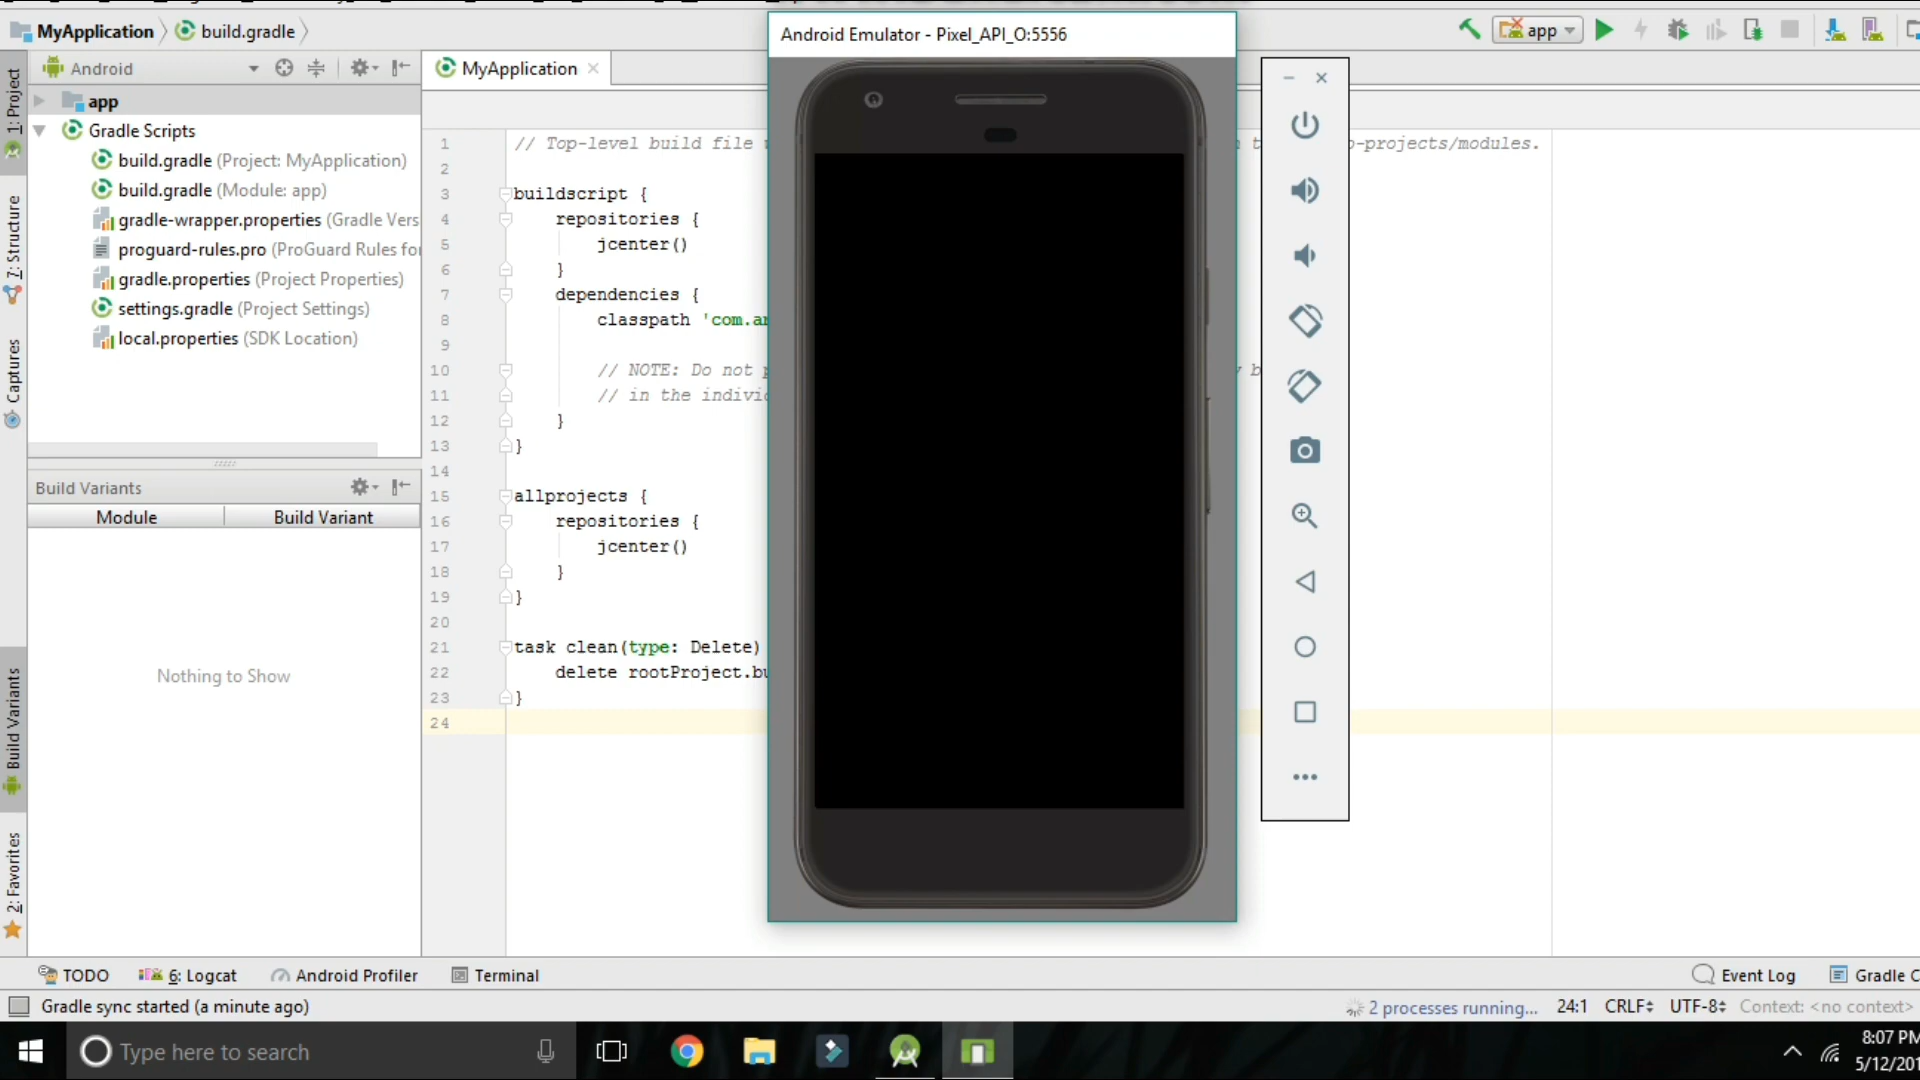 MyApplication
build.gradle
Android Emulator - Pixel_API_O:5556
app
1: Project
Android
MyApplication
app
Gradle Scripts
build.gradle (Project: MyApplication)
build.gradle (Module: app)
gradle-wrapper.properties (Gradle Vers
proguard-rules.pro (ProGuard Rules fo
gradle.properties (Project Properties)
settings.gradle (Project Settings)
local.properties (SDK Location)
7: Structure
Captures
Build Variants
Module Build Variant
Nothing to Show
Build Variants
2: Favorites
1 // Top-level build file
-projects/modules.
2
3 buildscript {
4 repositories {
5 jcenter()
6 }
7 dependencies {
8 classpath 'com.an
9
10 // NOTE: Do not
11 // in the indivi
12 }
13 }
14
15 allprojects {
16 repositories {
17 jcenter()
18 }
19 }
20
21 task clean(type: Delete)
22 delete rootProject.bu
23 }
24
TODO 6: Logcat Android Profiler Terminal
Event Log Gradle C
Gradle sync started (a minute ago)
2 processes running... 24:1 CRLF UTF-8 Context: <no context>
Type here to search
8:07 PM
5/12/201